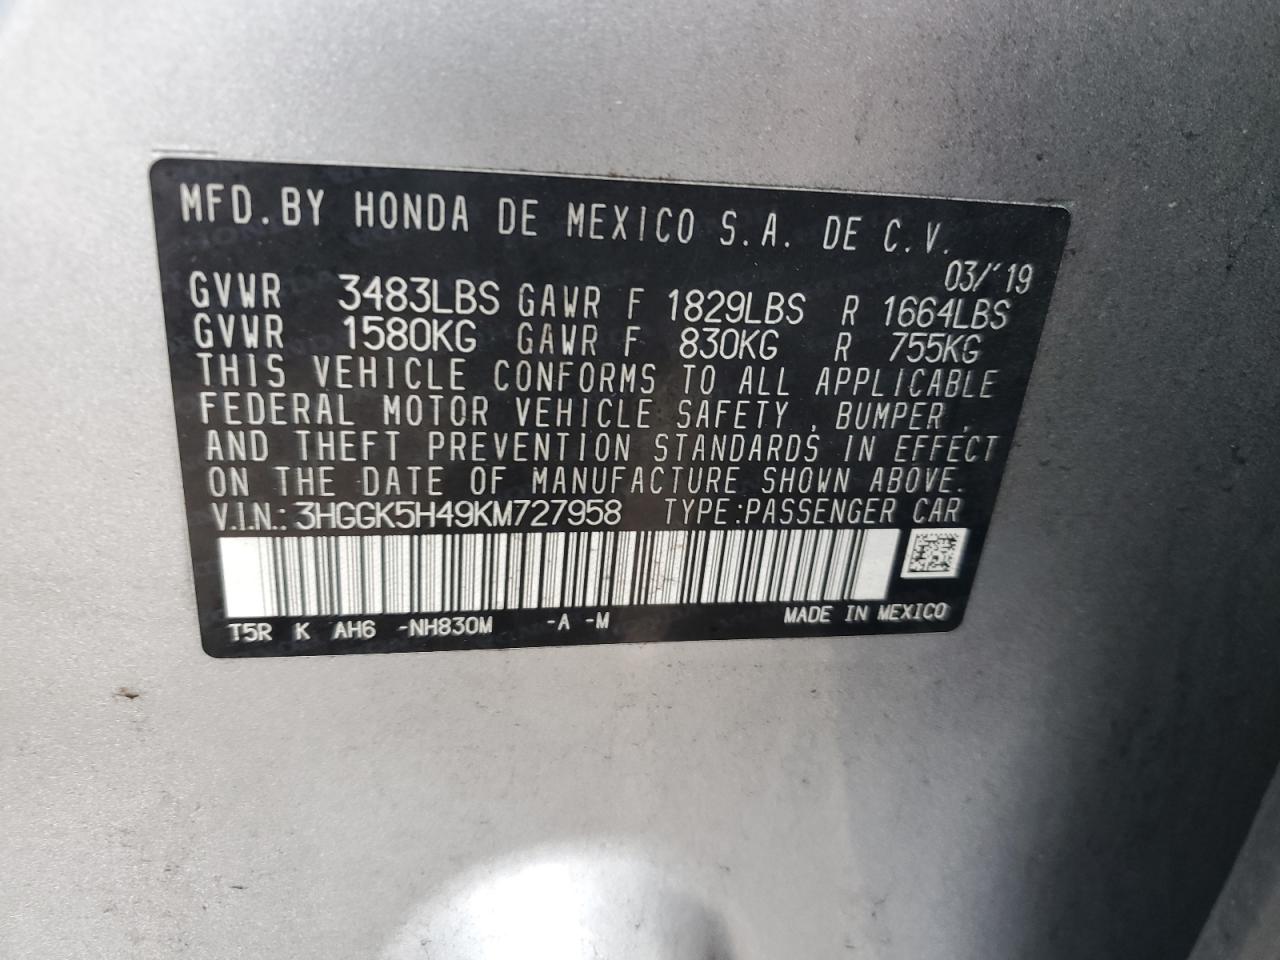 MFD. BY HONDA DE MEXICO S.A. DE C.V.
03/'19
GVWR 3483LBS GAWR F 1829LBS R 1664LBS
GVWR 1580KG GAWR F 830KG R 755KG
THIS VEHICLE CONFORMS TO ALL APPLICABLE
FEDERAL MOTOR VEHICLE SAFETY, BUMPER,
AND THEFT PREVENTION STANDARDS IN EFFECT
ON THE DATE OF MANUFACTURE SHOWN ABOVE.
V.I.N.: 3HGGK5H49KM727958 TYPE:PASSENGER CAR
T5R K AH6 -NH830M -A -M MADE IN MEXICO